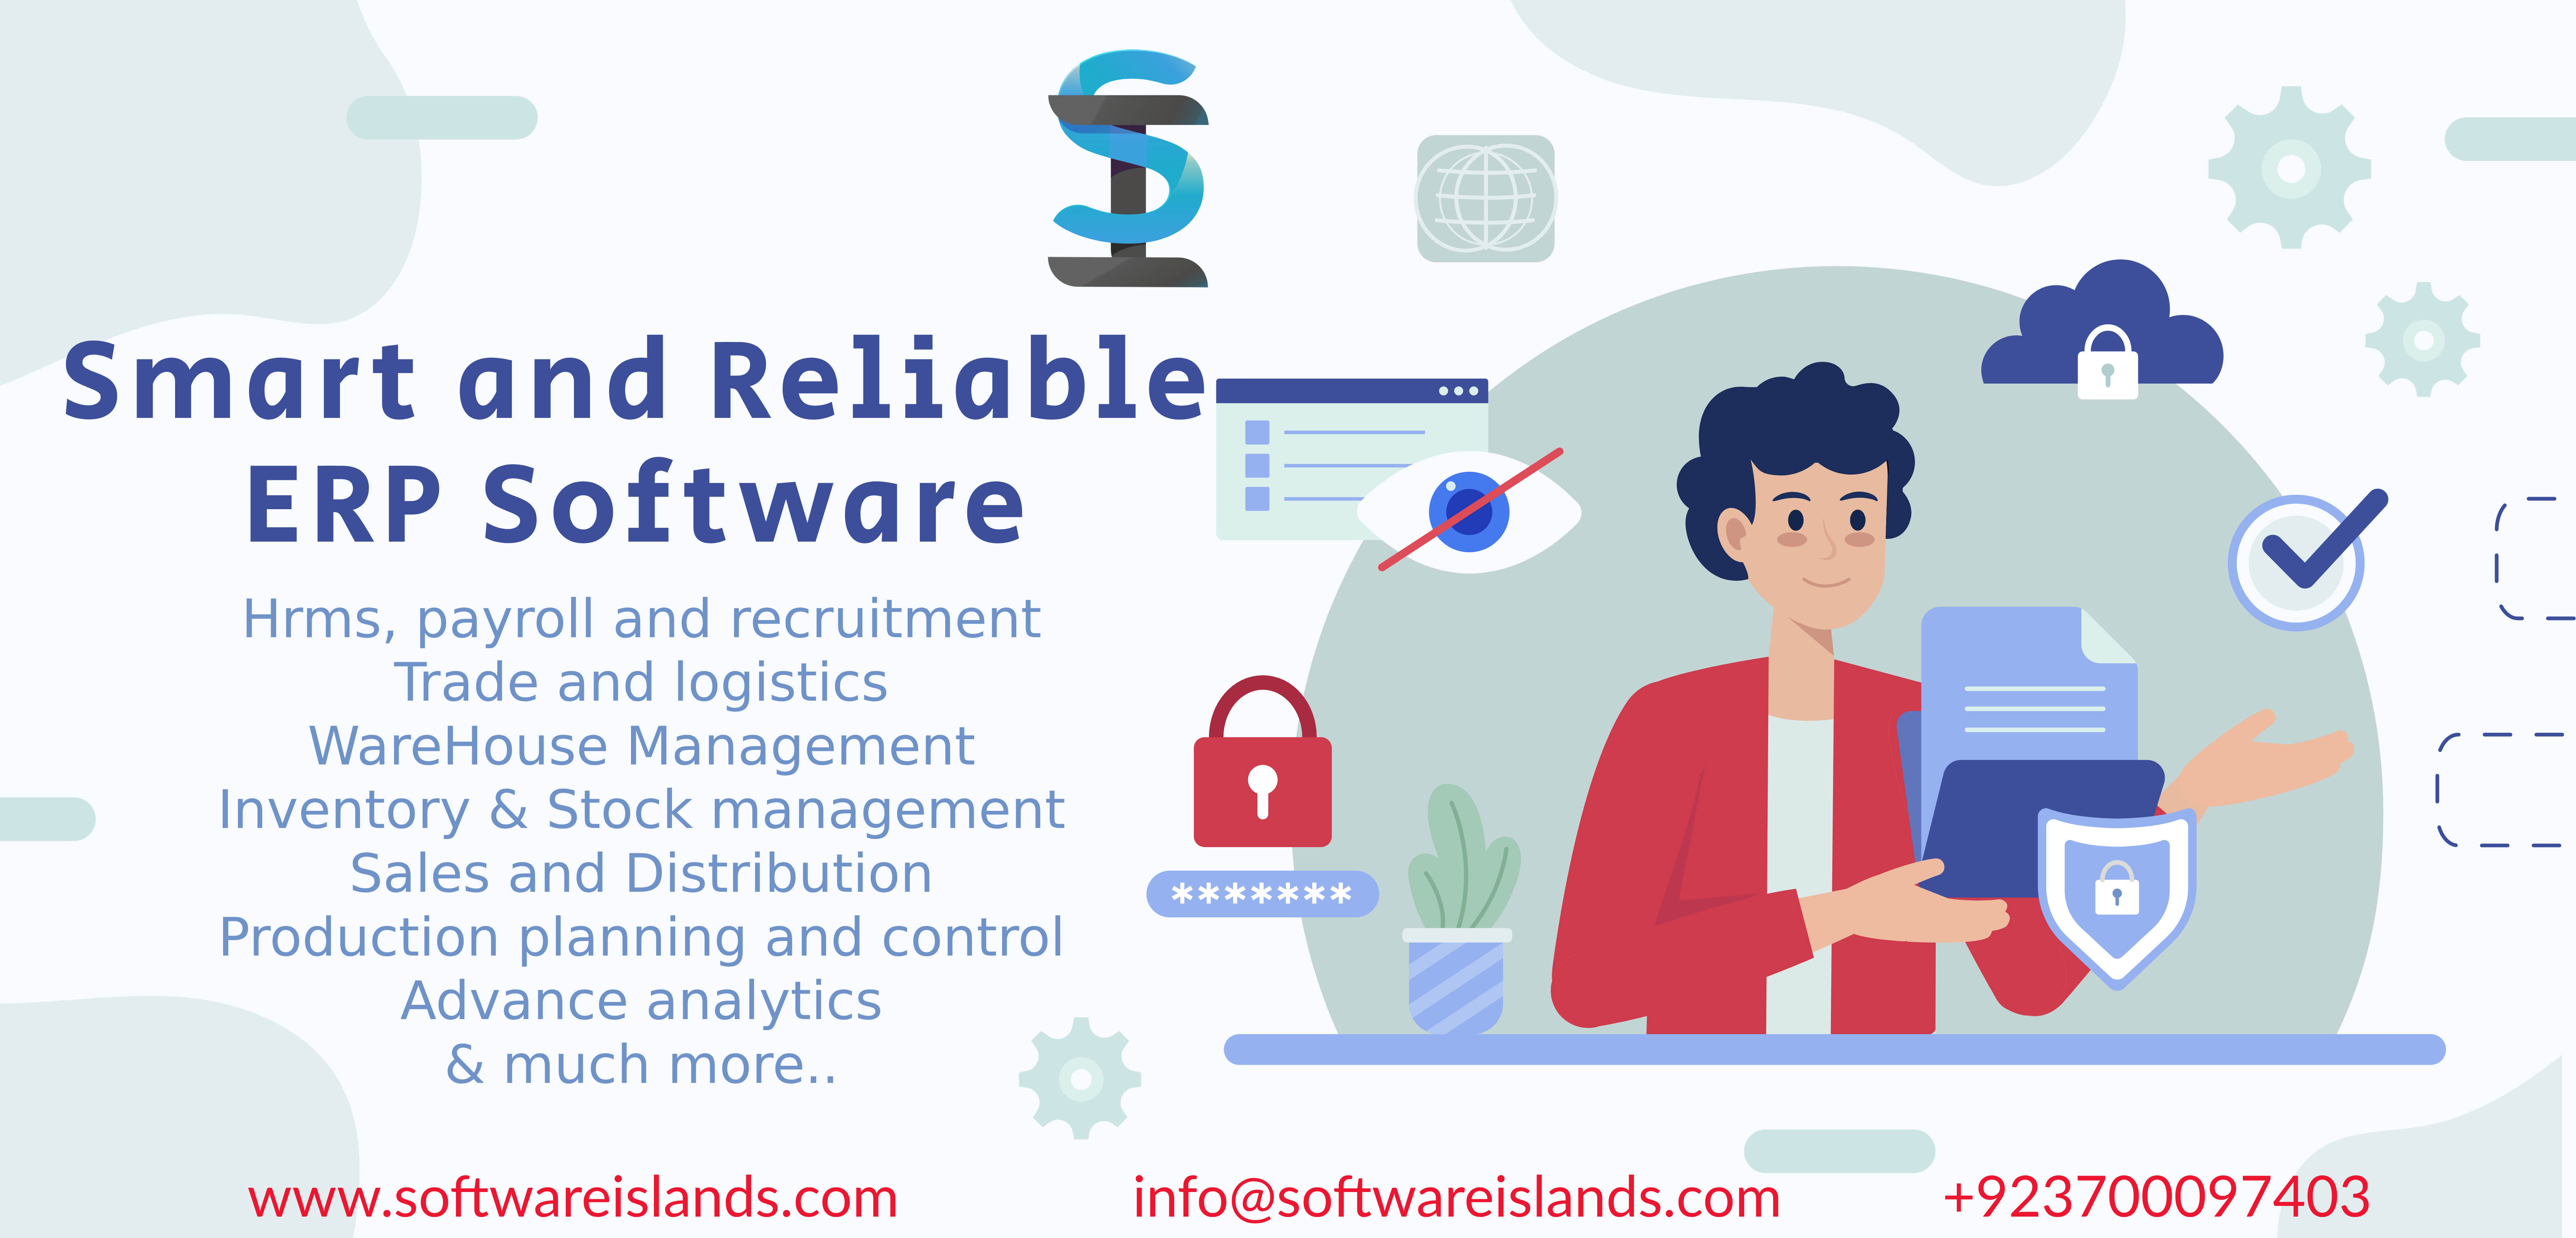 Smart and Reliable
ERP Software
Hrms, payroll and recruitment
Trade and logistics
WareHouse Management
Inventory & Stock management
Sales and Distribution
Production planning and control
Advance analytics
& much more..
*******
www.softwareislands.com
info@softwareislands.com
+923700097403